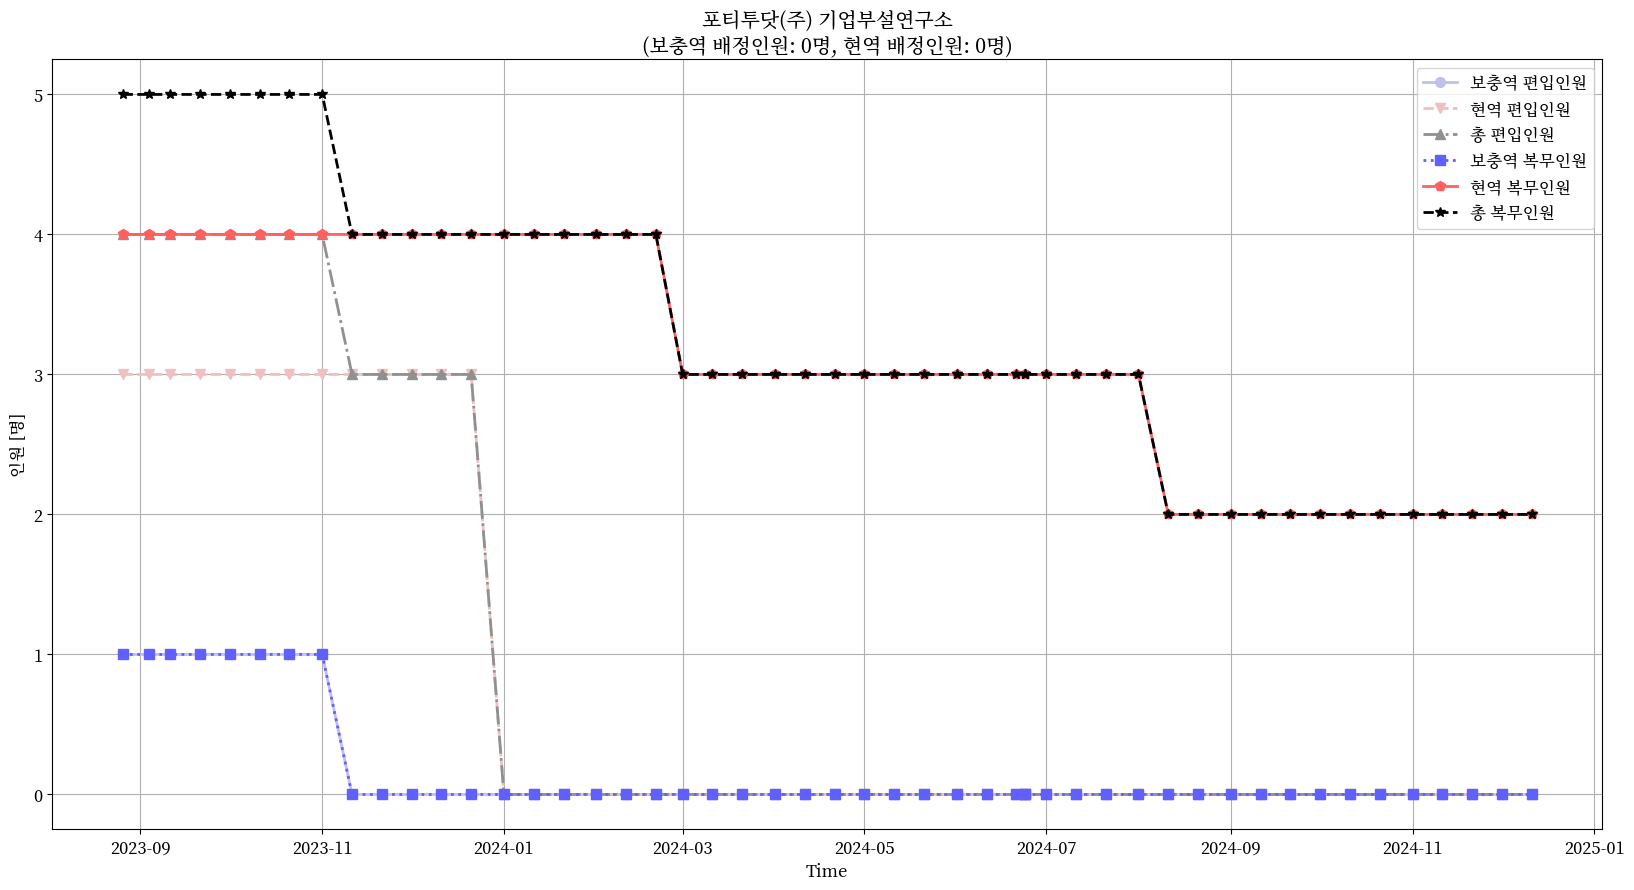 포티투닷(주) 기업부설연구소
(보충역 배정인원: 0명, 현역 배정인원: 0명)
보충역 편입인원
현역 편입인원
총 편입인원
보충역 복무인원
현역 복무인원
총 복무인원
인원 [명]
5
4
3
2
1
0
2023-09
2023-11
2024-01
2024-03
2024-05
2024-07
2024-09
2024-11
2025-01
Time